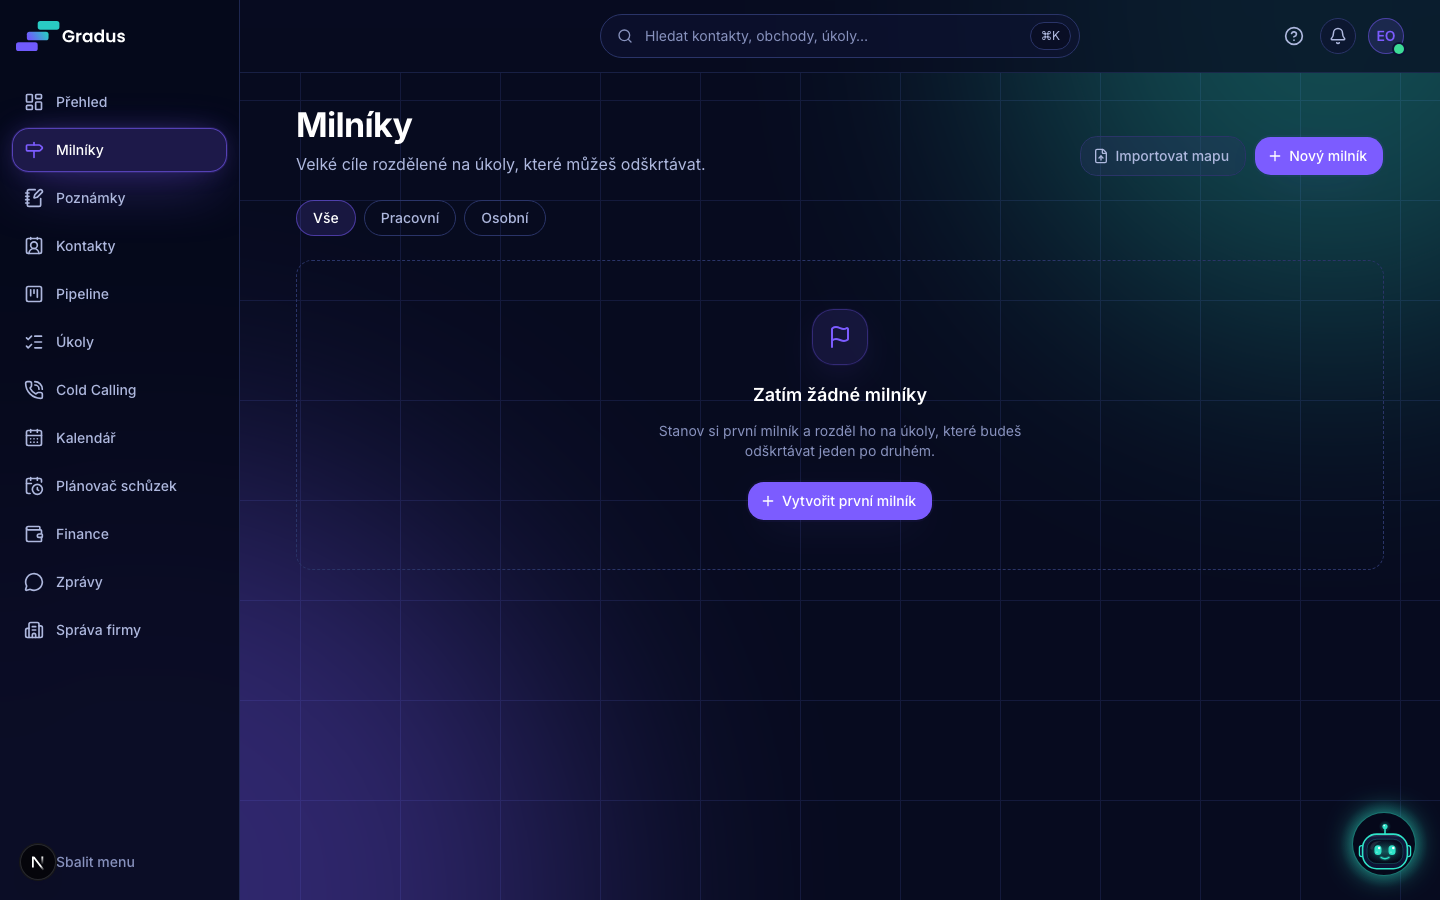 Gradus
Hledat kontakty, obchody, úkoly...
⌘K
EO
Přehled
Milníky
Poznámky
Kontakty
Pipeline
Úkoly
Cold Calling
Kalendář
Plánovač schůzek
Finance
Zprávy
Správa firmy
N
Sbalit menu
Milníky
Velké cíle rozdělené na úkoly, které můžeš odškrtávat.
Importovat mapu
Nový milník
Vše
Pracovní
Osobní
Zatím žádné milníky
Stanov si první milník a rozděl ho na úkoly, které budeš
odškrtávat jeden po druhém.
Vytvořit první milník